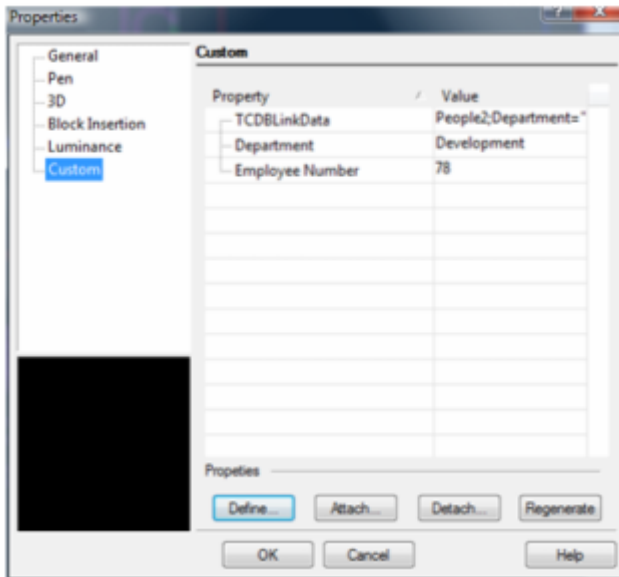 Properties
General
Pen
3D
Block Insertion
Luminance
Custom
Custom
Property / Value
TCDBLinkData People2;Department="
Department Development
Employee Number 78
Propeties
Define... Attach... Detach... Regenerate
OK Cancel Help